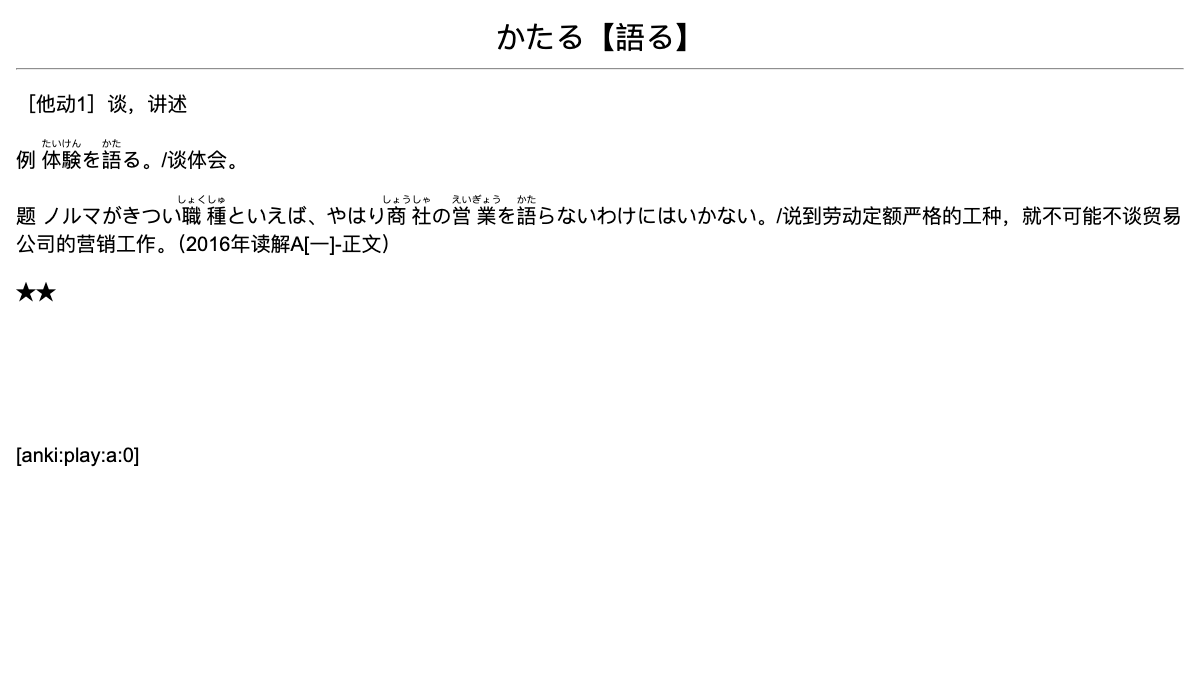 かたる【語る】
［他动1］谈，讲述
たいけん かた
例 体験を語る。/谈体会。
しょくしゅ しょうしゃ えいぎょう かた
题 ノルマがきつい職種といえば、やはり商社の営業を語らないわけにはいかない。/说到劳动定额严格的工种，就不可能不谈贸易
公司的营销工作。（2016年读解A[一]-正文）
★★
[anki:play:a:0]